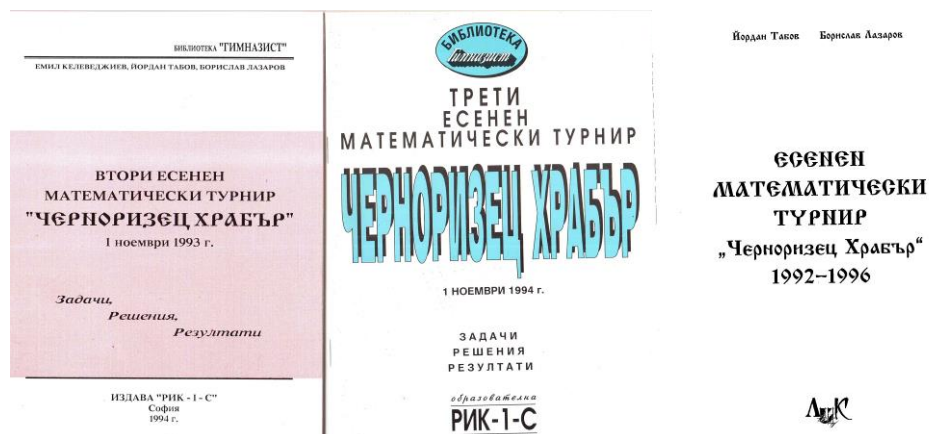 БИБЛИОТЕКА "ГИМНАЗИСТ"
ЕМИЛ КЕЛЕВЕДЖИЕВ, ЙОРДАН ТАБОВ, БОРИСЛАВ ЛАЗАРОВ
ВТОРИ ЕСЕНЕН
МАТЕМАТИЧЕСКИ ТУРНИР
"ЧЕРНОРИЗЕЦ ХРАБЪР"
1 ноември 1993 г.
Задачи,
Решения,
Резултати
ИЗДАВА "РИК - 1 - С"
София
1994 г.
БИБЛИОТЕКА
Гимназист
ТРЕТИ
ЕСЕНЕН
МАТЕМАТИЧЕСКИ ТУРНИР
ЧЕРНОРИЗЕЦ ХРАБЪР
1 НОЕМВРИ 1994 г.
ЗАДАЧИ
РЕШЕНИЯ
РЕЗУЛТАТИ
образователна
РИК-1-С
Йордан Табов Борислав Лазаров
ЕСЕНЕН
МАТЕМАТИЧЕСКИ
ТУРНИР
„Черноризец Храбър“
1992–1996
ЛиК